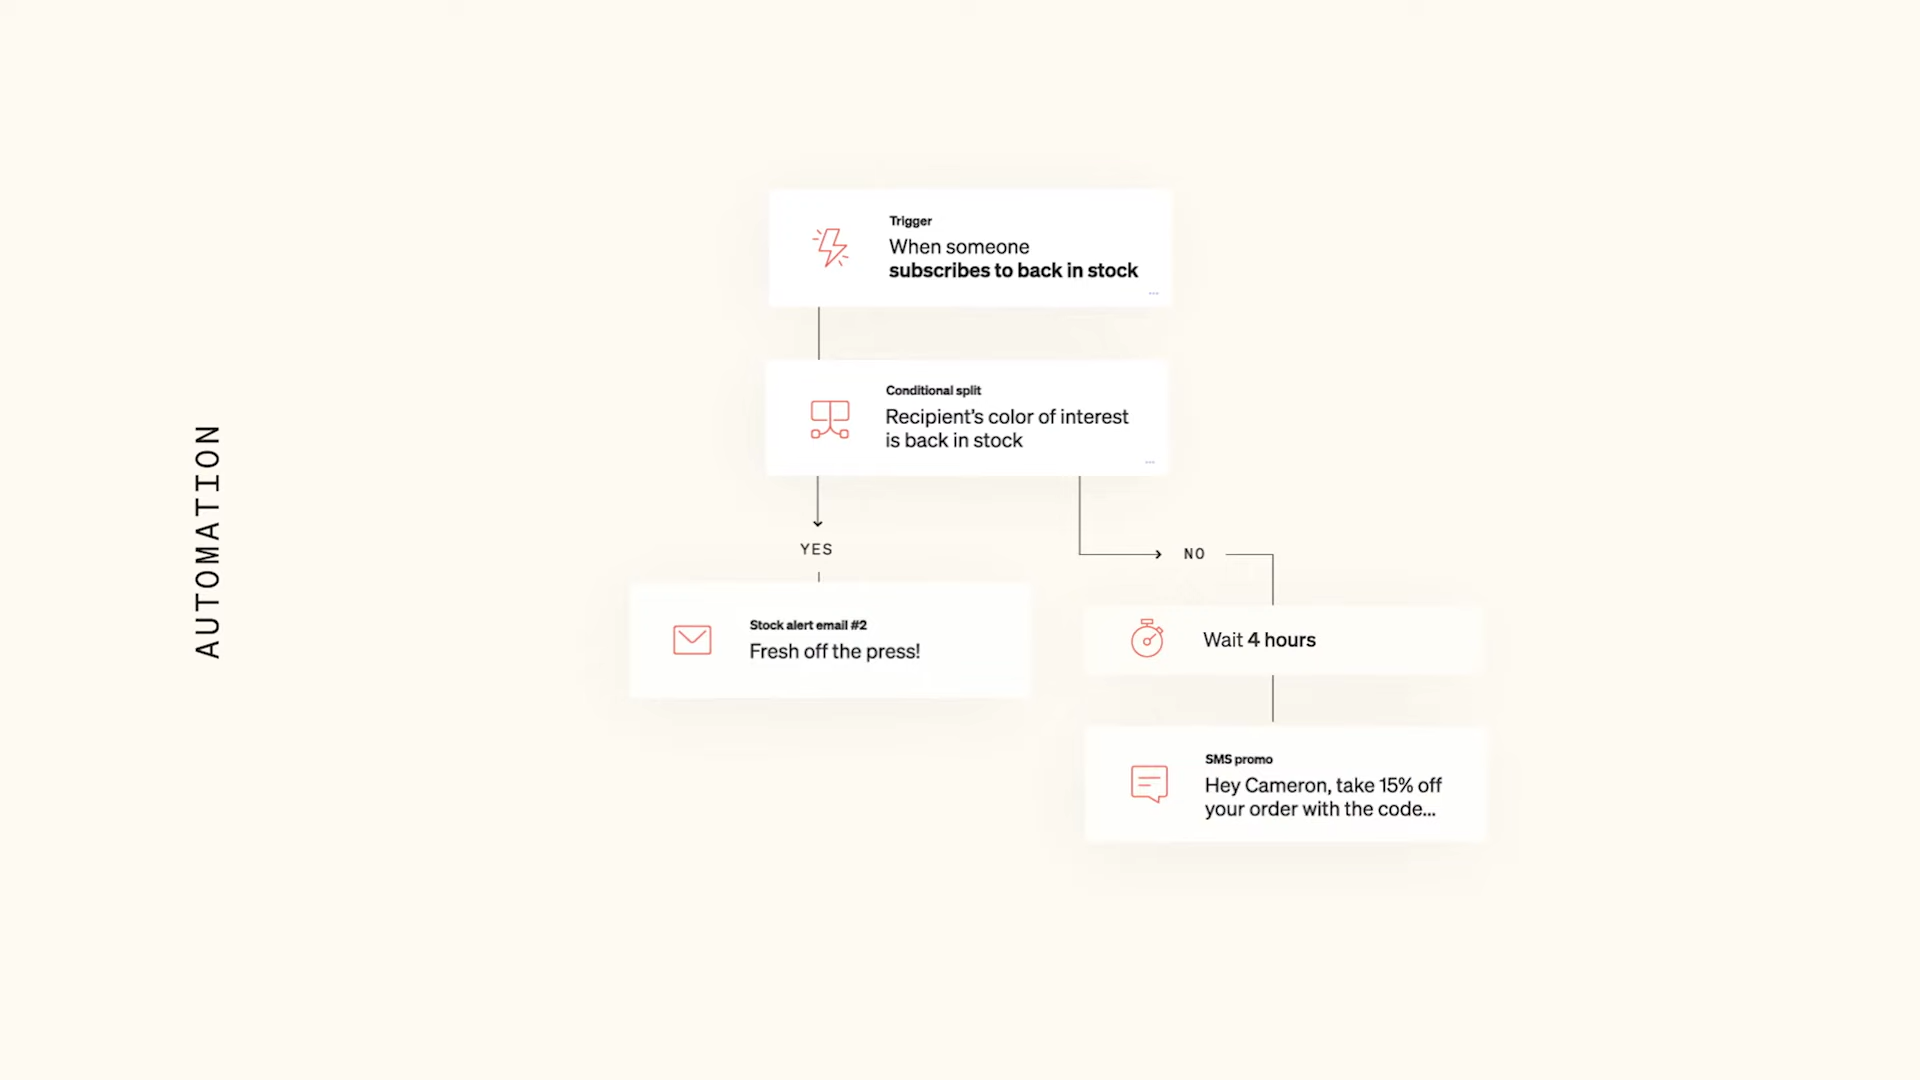 AUTOMATION
Trigger
When someone
subscribes to back in stock
Conditional split
Recipient's color of interest
is back in stock
YES
NO
Stock alert email #2
Fresh off the press!
Wait 4 hours
SMS promo
Hey Cameron, take 15% off
your order with the code...